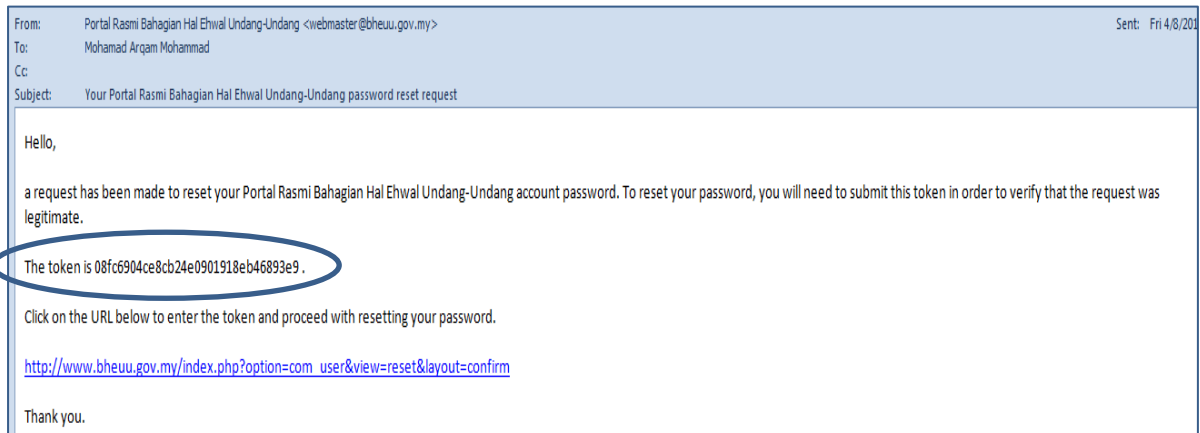 From: Portal Rasmi Bahagian Hal Ehwal Undang-Undang <webmaster@bheuu.gov.my> Sent: Fri 4/8/201
To: Mohamad Arqam Mohammad
Cc:
Subject: Your Portal Rasmi Bahagian Hal Ehwal Undang-Undang password reset request
Hello,
a request has been made to reset your Portal Rasmi Bahagian Hal Ehwal Undang-Undang account password. To reset your password, you will need to submit this token in order to verify that the request was
legitimate.
The token is 08fc6904ce8cb24e0901918eb46893e9 .
Click on the URL below to enter the token and proceed with resetting your password.
http://www.bheuu.gov.my/index.php?option=com_user&view=reset&layout=confirm
Thank you.